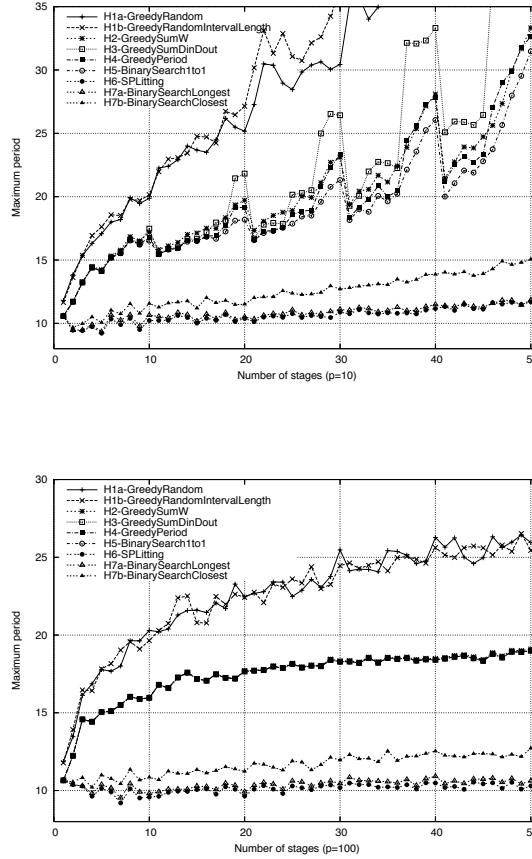 35
30
25
20
15
10
Maximum period
0
10
20
30
40
50
Number of stages (p=10)
H1a-GreedyRandom
H1b-GreedyRandomIntervalLength
H2-GreedySumW
H3-GreedySumDinDout
H4-GreedyPeriod
H5-BinarySearch1to1
H6-SPLitting
H7a-BinarySearchLongest
H7b-BinarySearchClosest
30
25
20
15
10
Maximum period
0
10
20
30
40
50
Number of stages (p=100)
H1a-GreedyRandom
H1b-GreedyRandomIntervalLength
H2-GreedySumW
H3-GreedySumDinDout
H4-GreedyPeriod
H5-BinarySearch1to1
H6-SPLitting
H7a-BinarySearchLongest
H7b-BinarySearchClosest